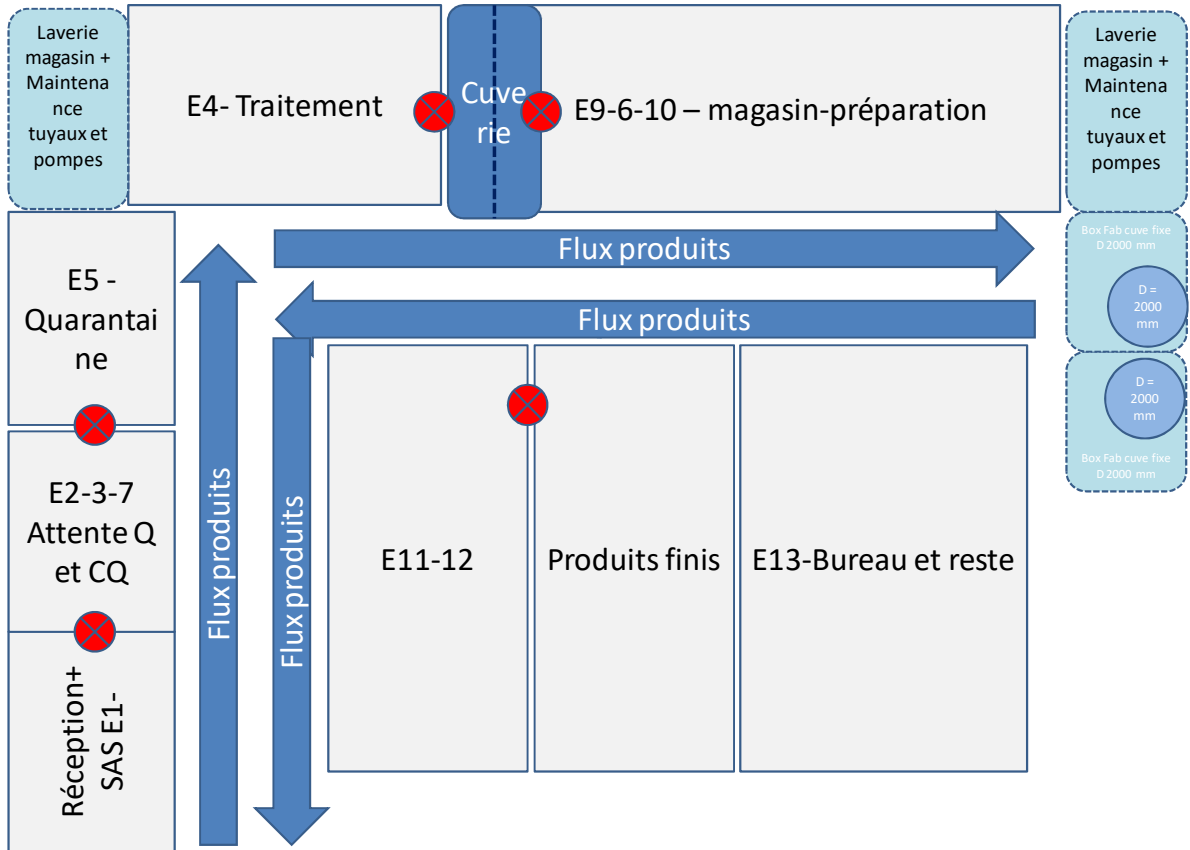 Laverie
magasin +
Maintena
nce
tuyaux et
pompes
E4- Traitement
Cuve
rie
E9-6-10 – magasin-préparation
Laverie
magasin +
Maintena
nce
tuyaux et
pompes
E5 -
Quarantai
ne
Flux produits
Flux produits
Box Fab cuve fixe
D 2000 mm
D =
2000
mm
D =
2000
mm
Box Fab cuve fixe
D 2000 mm
E2-3-7
Attente Q
et CQ
Flux produits
Flux produits
E11-12
Produits finis
E13-Bureau et reste
Réception+
SAS E1-